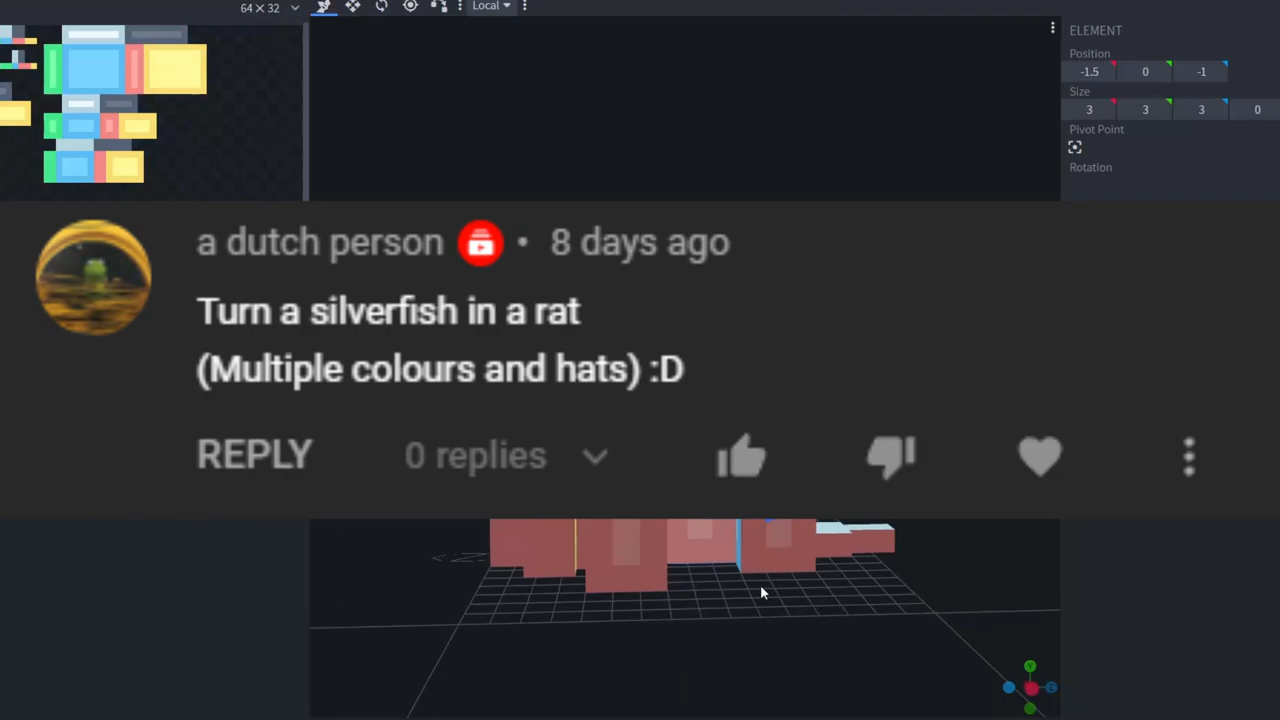 64 × 32
Local
ELEMENT
Position
-1.5 0 -1
Size
3 3 3 0
Pivot Point
Rotation
a dutch person • 8 days ago
Turn a silverfish in a rat
(Multiple colours and hats) :D
REPLY 0 replies
Y